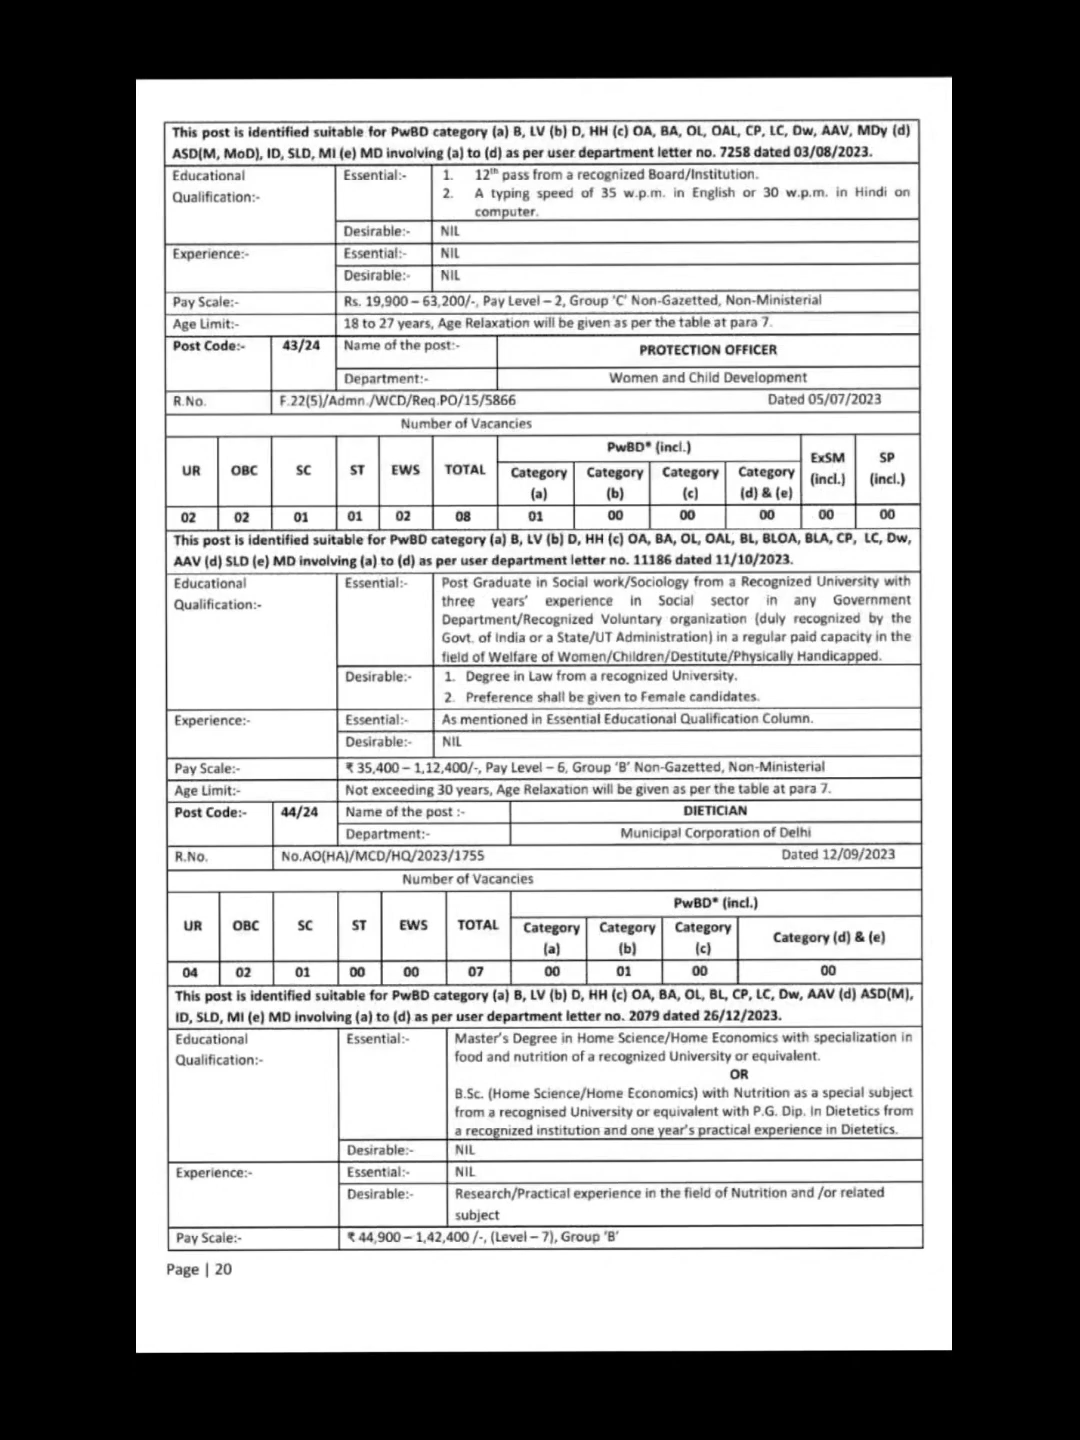 This post is identified suitable for PwBD category (a) B, LV (b) D, HH (c) OA, BA, OL, OAL, CP, LC, Dw, AAV, MDy (d)
ASD(M, MoD), ID, SLD, MI (e) MD involving (a) to (d) as per user department letter no. 7258 dated 03/08/2023.
Educational Qualification:- Essential:- 1. 12th pass from a recognized Board/Institution.
2. A typing speed of 35 w.p.m. in English or 30 w.p.m. in Hindi on
computer.
Desirable:- NIL
Experience:- Essential:- NIL
Desirable:- NIL
Pay Scale:- Rs. 19,900 – 63,200/-, Pay Level – 2, Group 'C' Non-Gazetted, Non-Ministerial
Age Limit:- 18 to 27 years, Age Relaxation will be given as per the table at para 7.
Post Code:- 43/24 Name of the post:- PROTECTION OFFICER
Department:- Women and Child Development
R.No. F.22(5)/Admn./WCD/Req.PO/15/5866 Dated 05/07/2023
Number of Vacancies
UR OBC SC ST EWS TOTAL PwBD* (incl.) ExSM (incl.) SP (incl.)
Category (a) Category (b) Category (c) Category (d) & (e)
02 02 01 01 02 08 01 00 00 00 00 00
This post is identified suitable for PwBD category (a) B, LV (b) D, HH (c) OA, BA, OL, OAL, BL, BLOA, BLA, CP, LC, Dw,
AAV (d) SLD (e) MD involving (a) to (d) as per user department letter no. 11186 dated 11/10/2023.
Educational Qualification:- Essential:- Post Graduate in Social work/Sociology from a Recognized University with
three years' experience in Social sector in any Government
Department/Recognized Voluntary organization (duly recognized by the
Govt. of India or a State/UT Administration) in a regular paid capacity in the
field of Welfare of Women/Children/Destitute/Physically Handicapped.
Desirable:- 1. Degree in Law from a recognized University.
2. Preference shall be given to Female candidates.
Experience:- Essential:- As mentioned in Essential Educational Qualification Column.
Desirable:- NIL
Pay Scale:- ₹ 35,400 – 1,12,400/-, Pay Level – 6, Group 'B' Non-Gazetted, Non-Ministerial
Age Limit:- Not exceeding 30 years, Age Relaxation will be given as per the table at para 7.
Post Code:- 44/24 Name of the post :- DIETICIAN
Department:- Municipal Corporation of Delhi
R.No. No.AO(HA)/MCD/HQ/2023/1755 Dated 12/09/2023
Number of Vacancies
UR OBC SC ST EWS TOTAL PwBD* (incl.)
Category (a) Category (b) Category (c) Category (d) & (e)
04 02 01 00 00 07 00 01 00 00
This post is identified suitable for PwBD category (a) B, LV (b) D, HH (c) OA, BA, OL, BL, CP, LC, Dw, AAV (d) ASD(M),
ID, SLD, MI (e) MD involving (a) to (d) as per user department letter no. 2079 dated 26/12/2023.
Educational Qualification:- Essential:- Master's Degree in Home Science/Home Economics with specialization in
food and nutrition of a recognized University or equivalent.
OR
B.Sc. (Home Science/Home Economics) with Nutrition as a special subject
from a recognised University or equivalent with P.G. Dip. In Dietetics from
a recognized institution and one year's practical experience in Dietetics.
Desirable:- NIL
Experience:- Essential:- NIL
Desirable:- Research/Practical experience in the field of Nutrition and /or related
subject
Pay Scale:- ₹ 44,900 – 1,42,400 /-, (Level – 7), Group 'B'
Page | 20